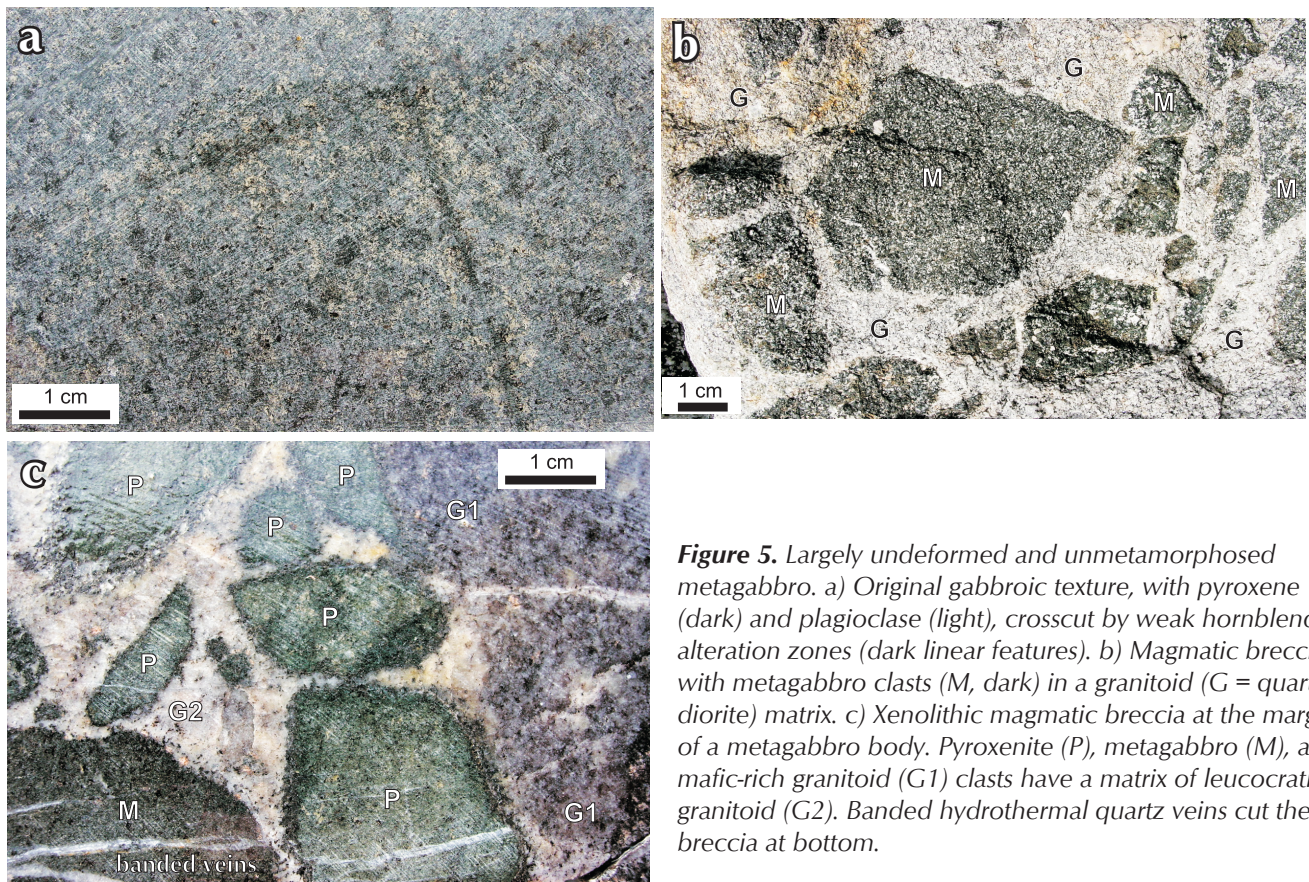 a
1 cm
b
G
G
M
M
M
M
G
G
1 cm
c
1 cm
P
P
G1
P
P
P
G2
M
P
G1
banded veins
Figure 5. Largely undeformed and unmetamorphosed
metagabbro. a) Original gabbroic texture, with pyroxene
(dark) and plagioclase (light), crosscut by weak hornblend
alteration zones (dark linear features). b) Magmatic brecci
with metagabbro clasts (M, dark) in a granitoid (G = quart
diorite) matrix. c) Xenolithic magmatic breccia at the marg
of a metagabbro body. Pyroxenite (P), metagabbro (M), a
mafic-rich granitoid (G1) clasts have a matrix of leucocrati
granitoid (G2). Banded hydrothermal quartz veins cut the
breccia at bottom.